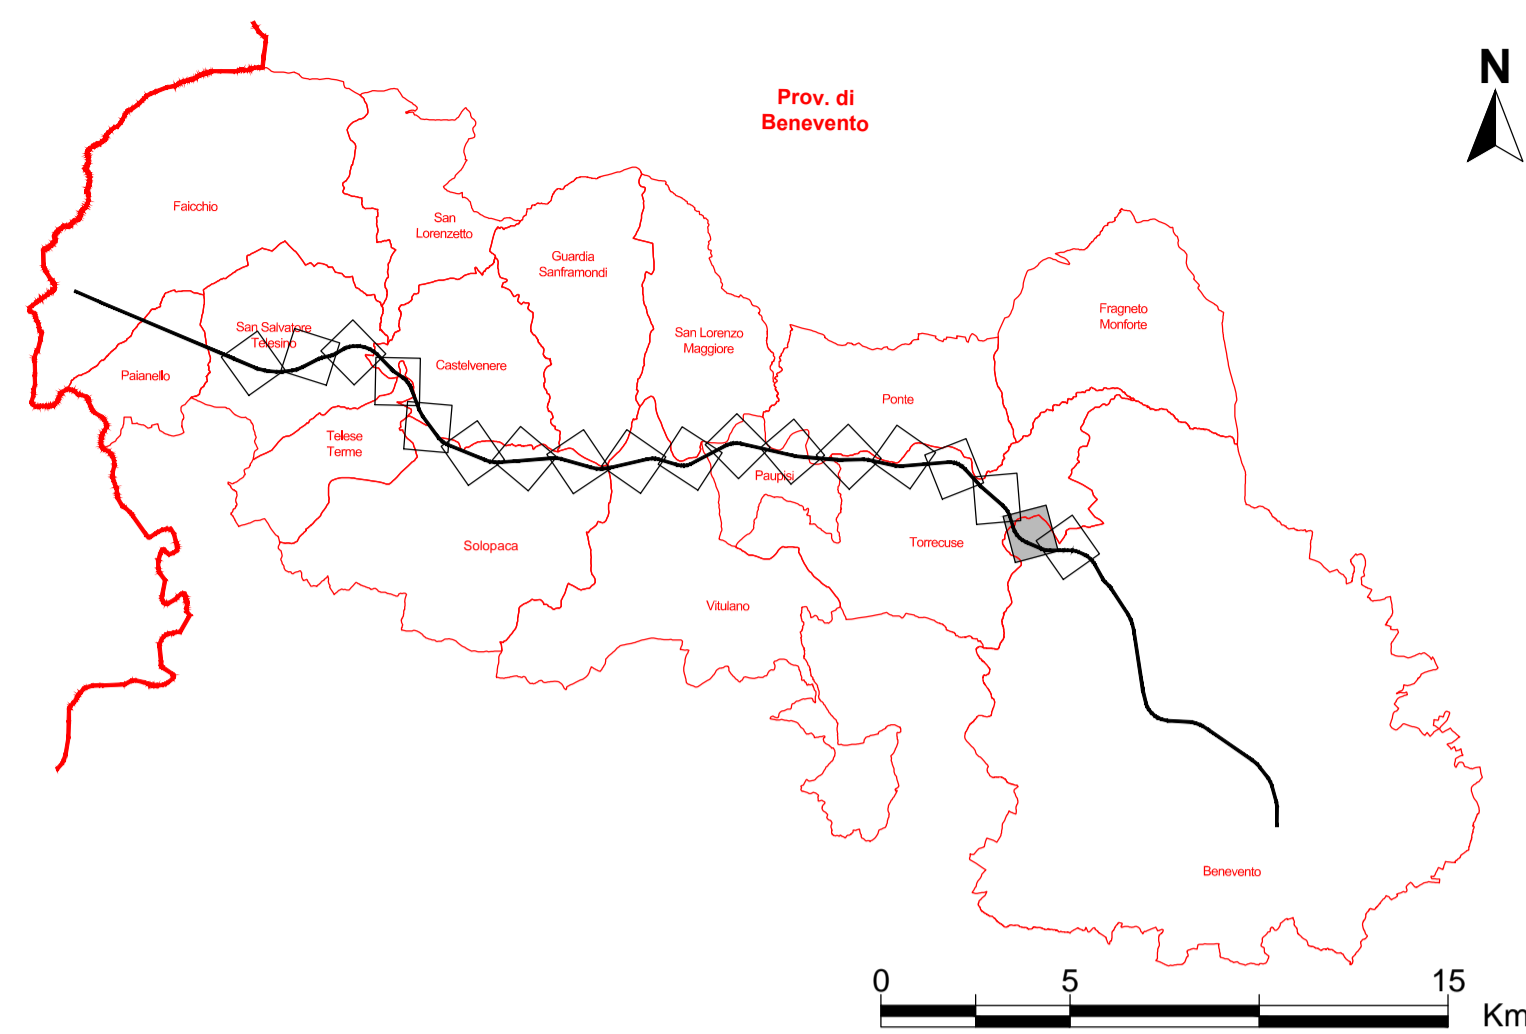 N
Prov. di
Benevento
Faicchio
San
Lorenzetto
Guardia
Sanframondi
Fragneto
Monforte
San Salvatore
Telesino
San Lorenzo
Maggiore
Castelvenere
Paianello
Ponte
Telese
Terme
Paupisi
Solopaca
Torrecuse
Vitulano
Benevento
0 5 15
Km